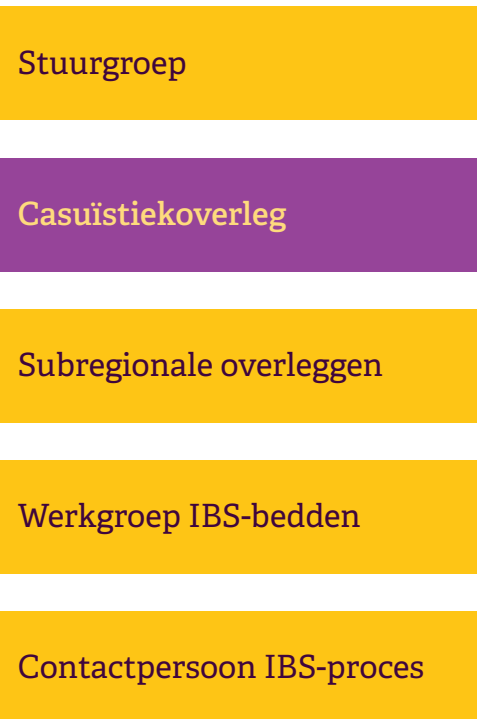 Stuurgroep
Casuïstiekoverleg
Subregionale overleggen
Werkgroep IBS-bedden
Contactpersoon IBS-proces